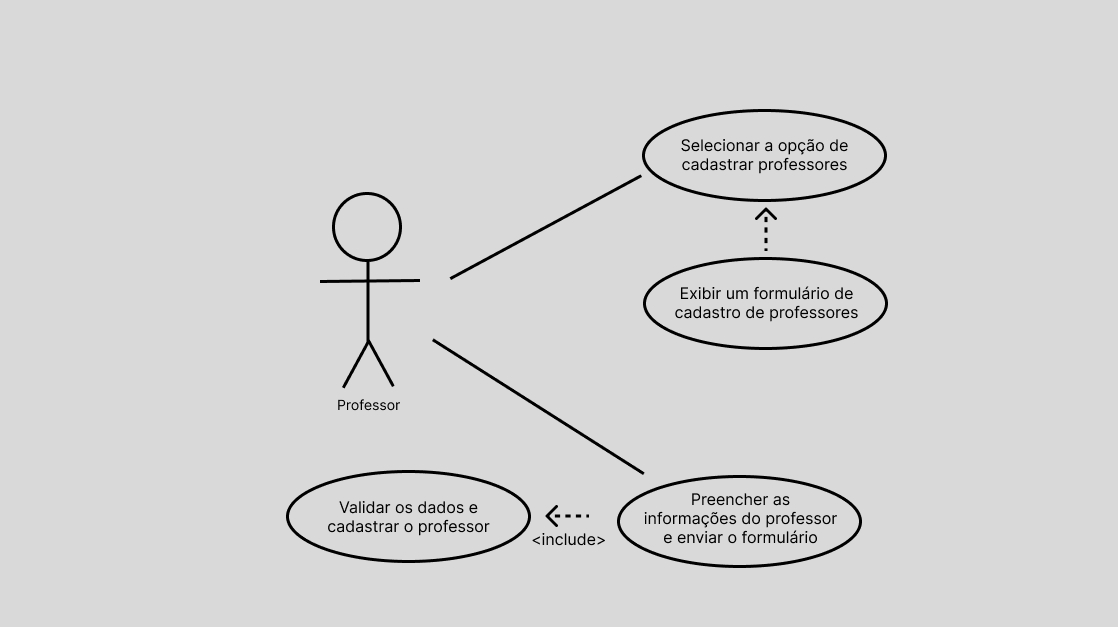 Selecionar a opção de
cadastrar professores
Exibir um formulário de
cadastro de professores
Professor
Validar os dados e
cadastrar o professor
<include>
Preencher as
informações do professor
e enviar o formulário